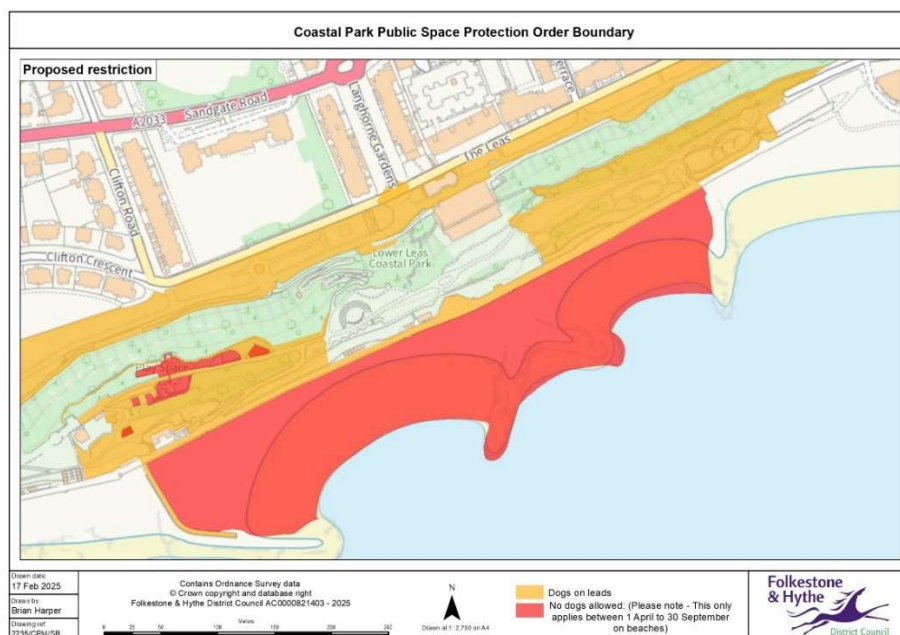 Coastal Park Public Space Protection Order Boundary
Proposed restriction
A2033
Sandgate Road
Langhorne Gardens
The Leas
Clifton Road
Clifton Crescent
Lower Leas
Coastal Park
Play Space
Drawn date:
17 Feb 2025
Drawn by:
Brian Harper
Drawing ref:
Contains Ordnance Survey data
© Crown copyright and database right
Folkestone & Hythe District Council AC0000821403 - 2025
N
Drawn at 1: 2,750 on A4
Dogs on leads
No dogs allowed: (Please note - This only
applies between 1 April to 30 September
on beaches)
Folkestone
& Hythe
District Council